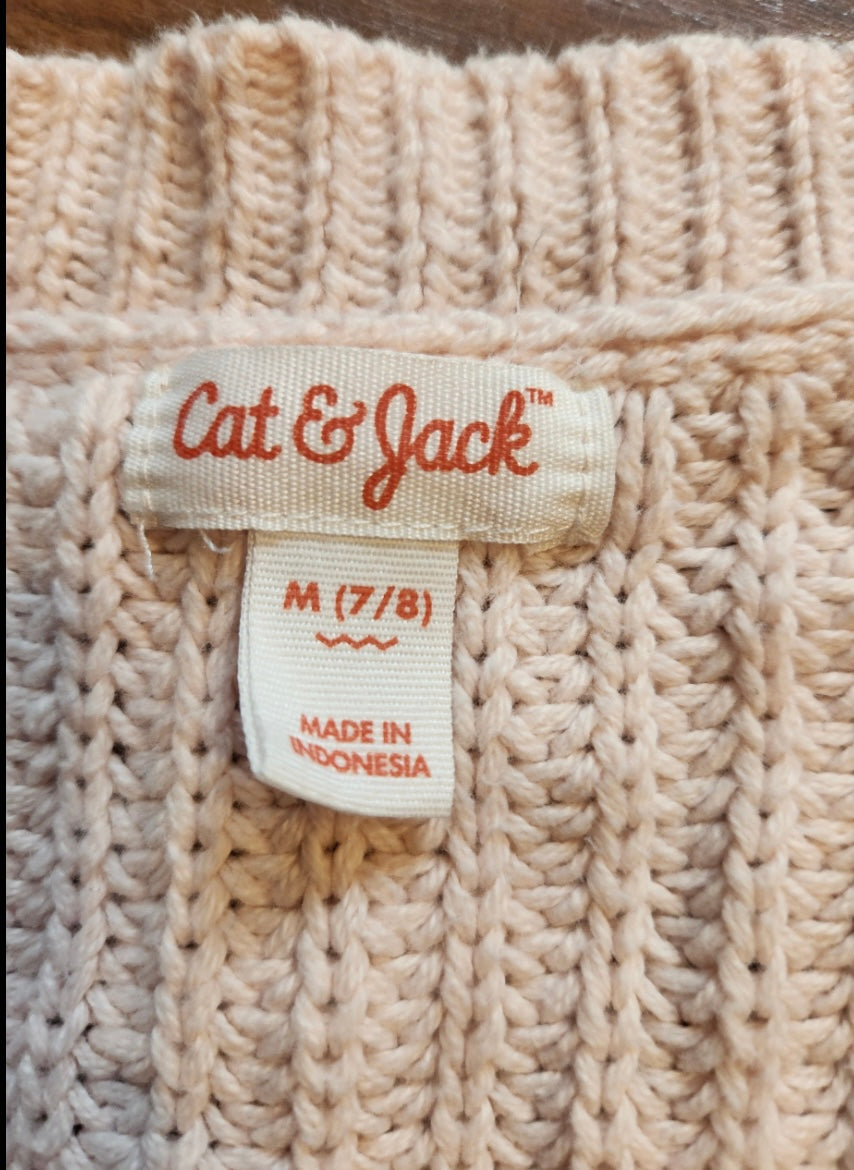 Cat & Jack™
M (7/8)
MADE IN
INDONESIA